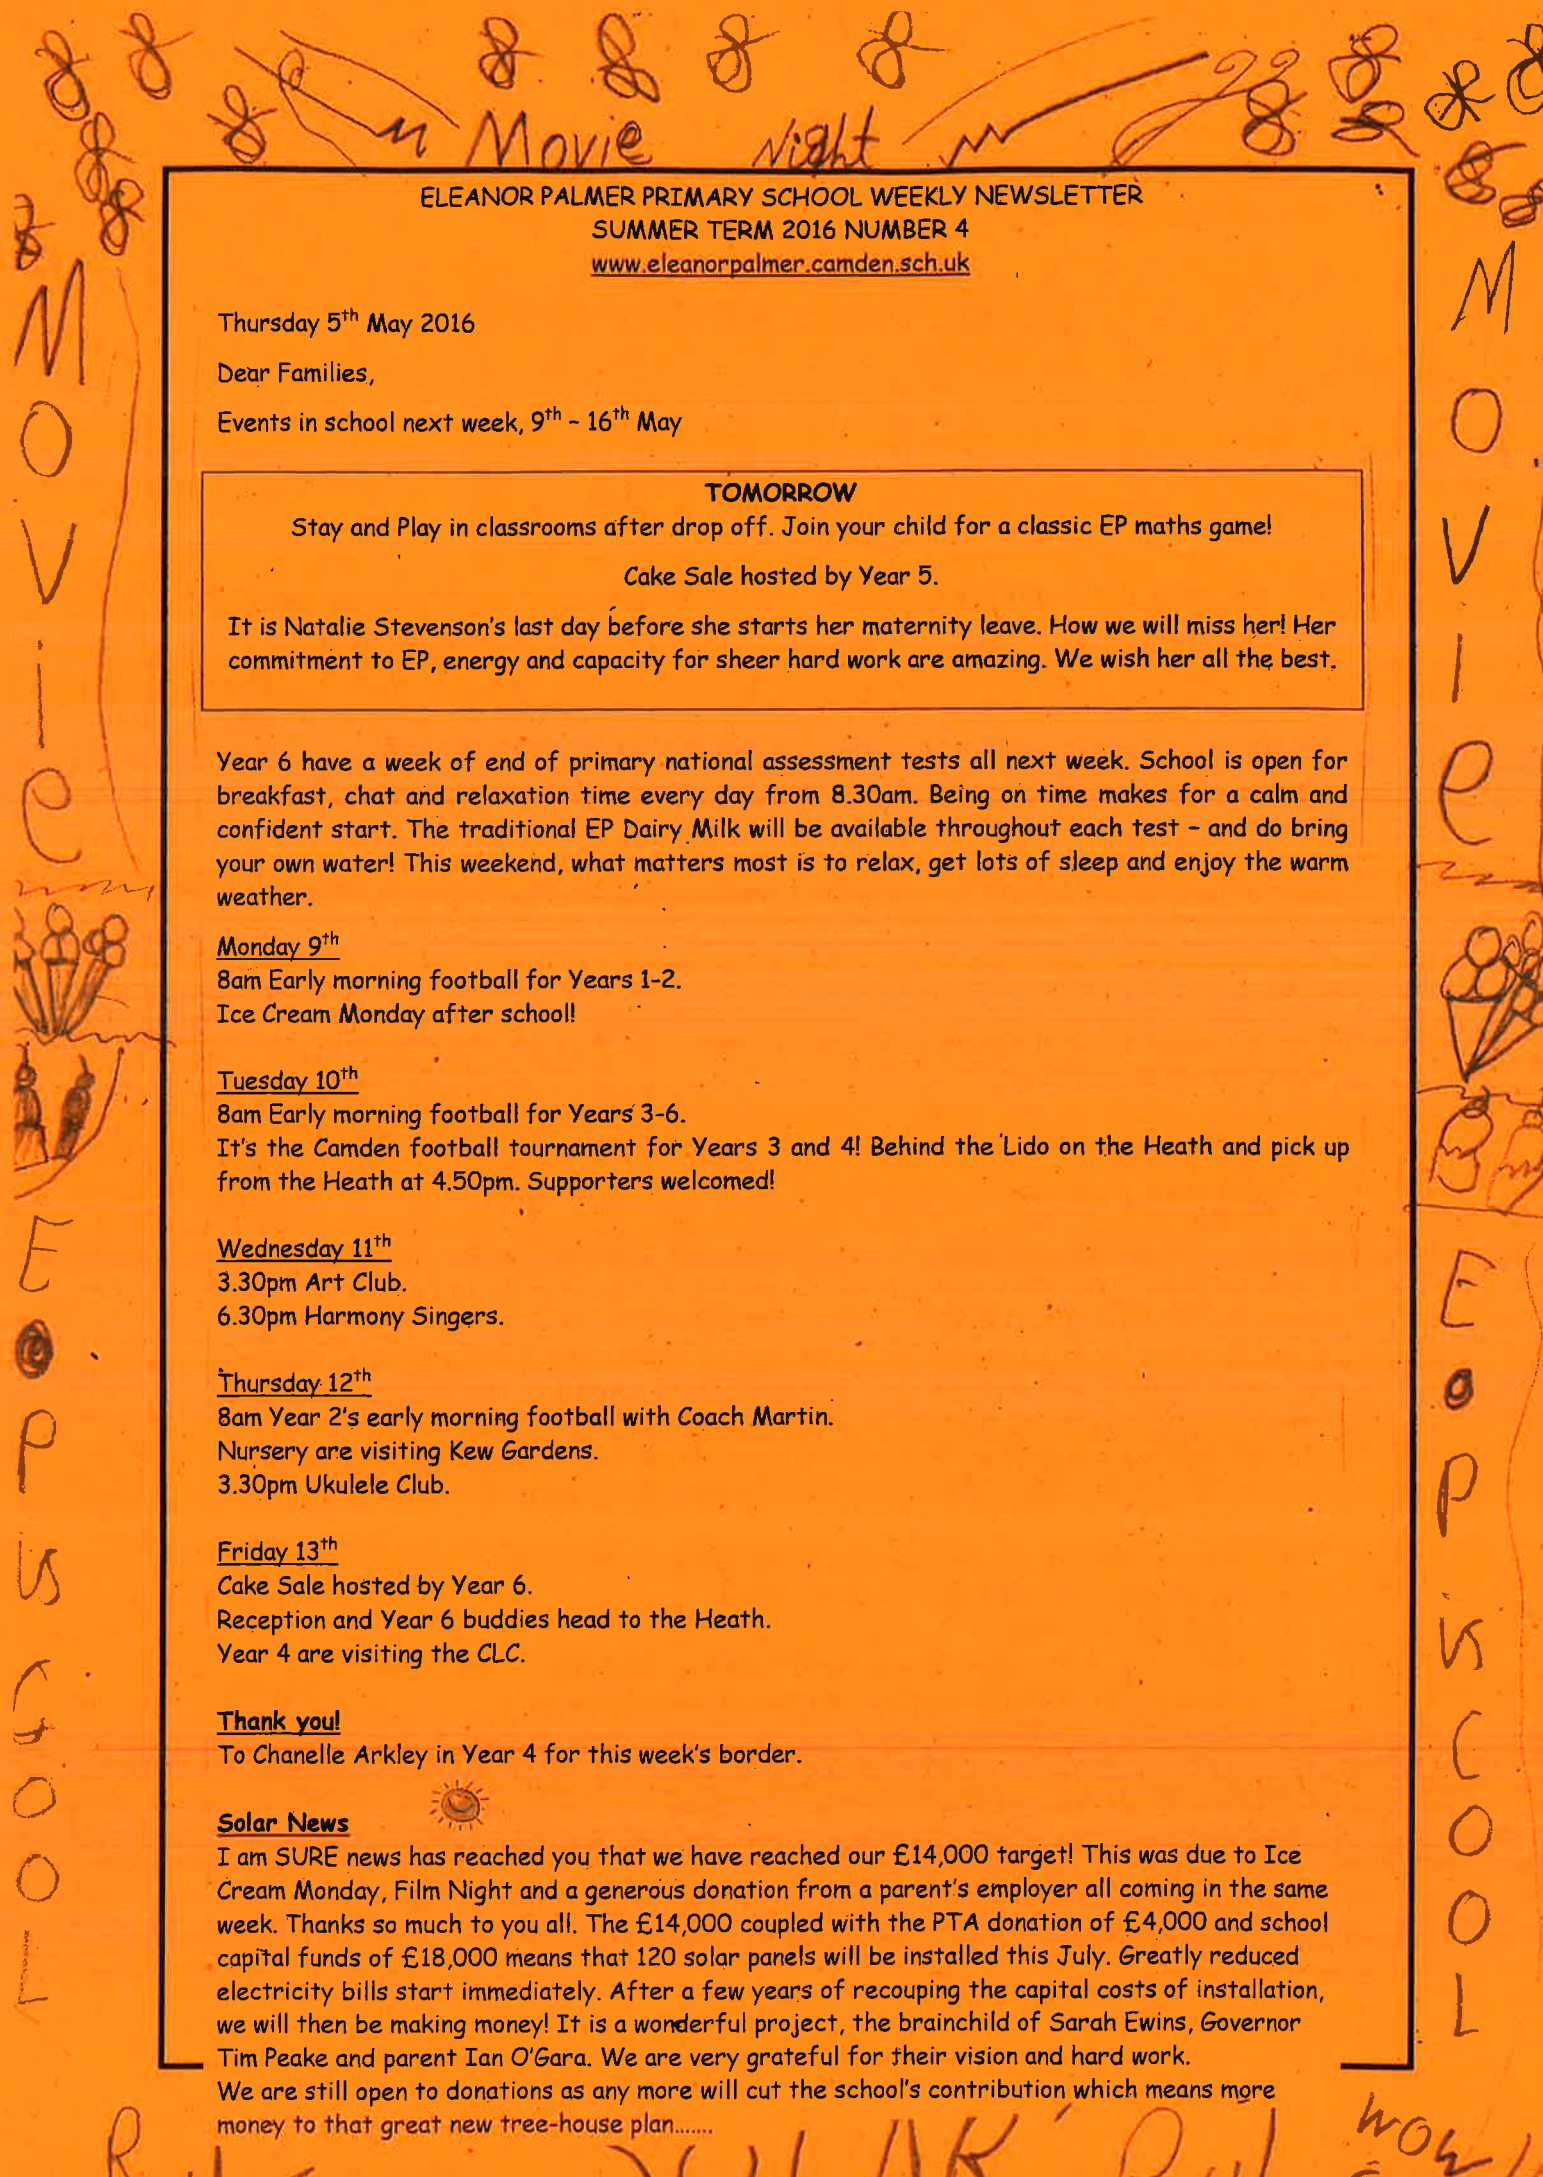 Movie Night
ELEANOR PALMER PRIMARY SCHOOL WEEKLY NEWSLETTER
SUMMER TERM 2016 NUMBER 4
www.eleanorpalmer.camden.sch.uk
Thursday 5th May 2016
Dear Families,
Events in school next week, 9th - 16th May
TOMORROW
Stay and Play in classrooms after drop off. Join your child for a classic EP maths game!
Cake Sale hosted by Year 5.
It is Natalie Stevenson's last day before she starts her maternity leave. How we will miss her! Her
commitment to EP, energy and capacity for sheer hard work are amazing. We wish her all the best.
Year 6 have a week of end of primary national assessment tests all next week. School is open for
breakfast, chat and relaxation time every day from 8.30am. Being on time makes for a calm and
confident start. The traditional EP Dairy Milk will be available throughout each test - and do bring
your own water! This weekend, what matters most is to relax, get lots of sleep and enjoy the warm
weather.
Monday 9th
8am Early morning football for Years 1-2.
Ice Cream Monday after school!
Tuesday 10th
8am Early morning football for Years 3-6.
It's the Camden football tournament for Years 3 and 4! Behind the Lido on the Heath and pick up
from the Heath at 4.50pm. Supporters welcomed!
Wednesday 11th
3.30pm Art Club.
6.30pm Harmony Singers.
Thursday 12th
8am Year 2's early morning football with Coach Martin.
Nursery are visiting Kew Gardens.
3.30pm Ukulele Club.
Friday 13th
Cake Sale hosted by Year 6.
Reception and Year 6 buddies head to the Heath.
Year 4 are visiting the CLC.
Thank you!
To Chanelle Arkley in Year 4 for this week's border.
Solar News
I am SURE news has reached you that we have reached our £14,000 target! This was due to Ice
Cream Monday, Film Night and a generous donation from a parent's employer all coming in the same
week. Thanks so much to you all. The £14,000 coupled with the PTA donation of £4,000 and school
capital funds of £18,000 means that 120 solar panels will be installed this July. Greatly reduced
electricity bills start immediately. After a few years of recouping the capital costs of installation,
we will then be making money! It is a wonderful project, the brainchild of Sarah Ewins, Governor
Tim Peake and parent Ian O'Gara. We are very grateful for their vision and hard work.
We are still open to donations as any more will cut the school's contribution which means more
money to that great new tree-house plan.......
Movie
E.P is COOL
Movie
E.P is COOL
wow